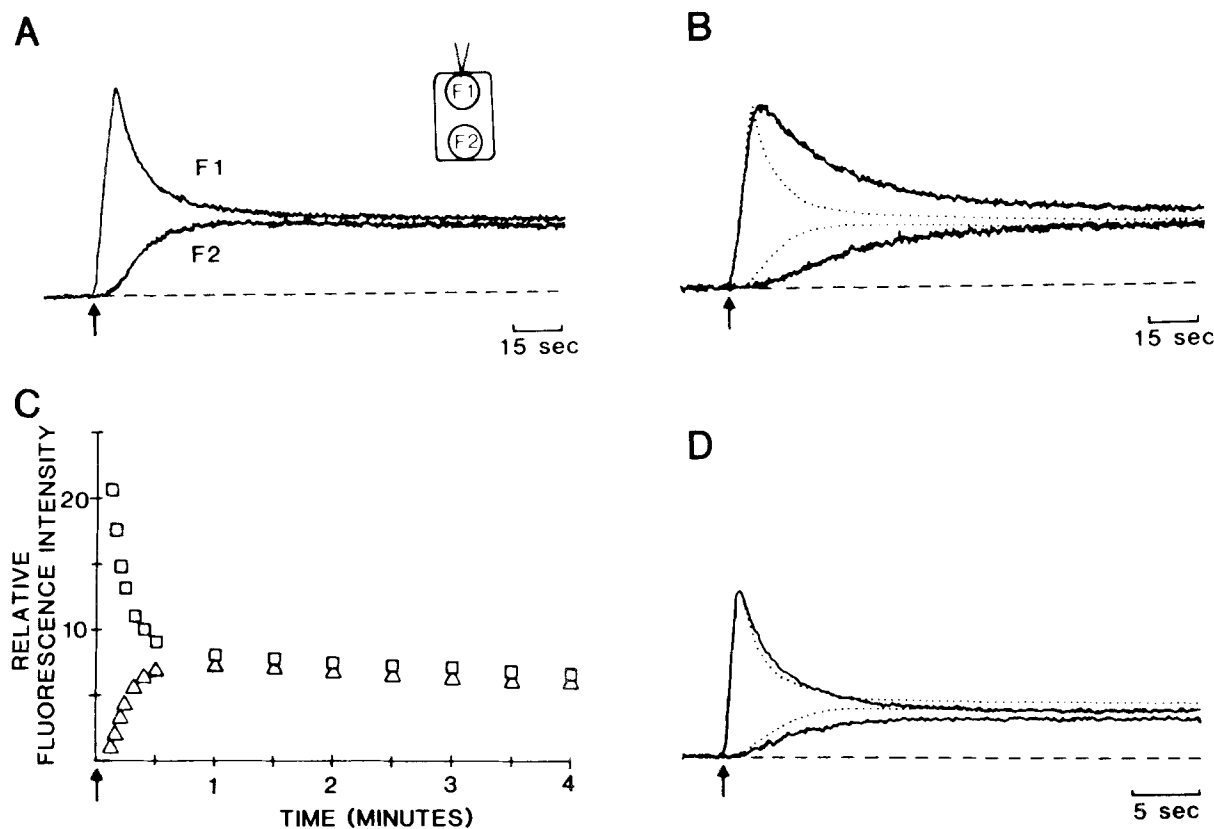 A
F1
F2
F1
F2
15 sec
B
15 sec
C
RELATIVE
FLUORESCENCE INTENSITY
20
10
1
2
3
4
TIME (MINUTES)
D
5 sec